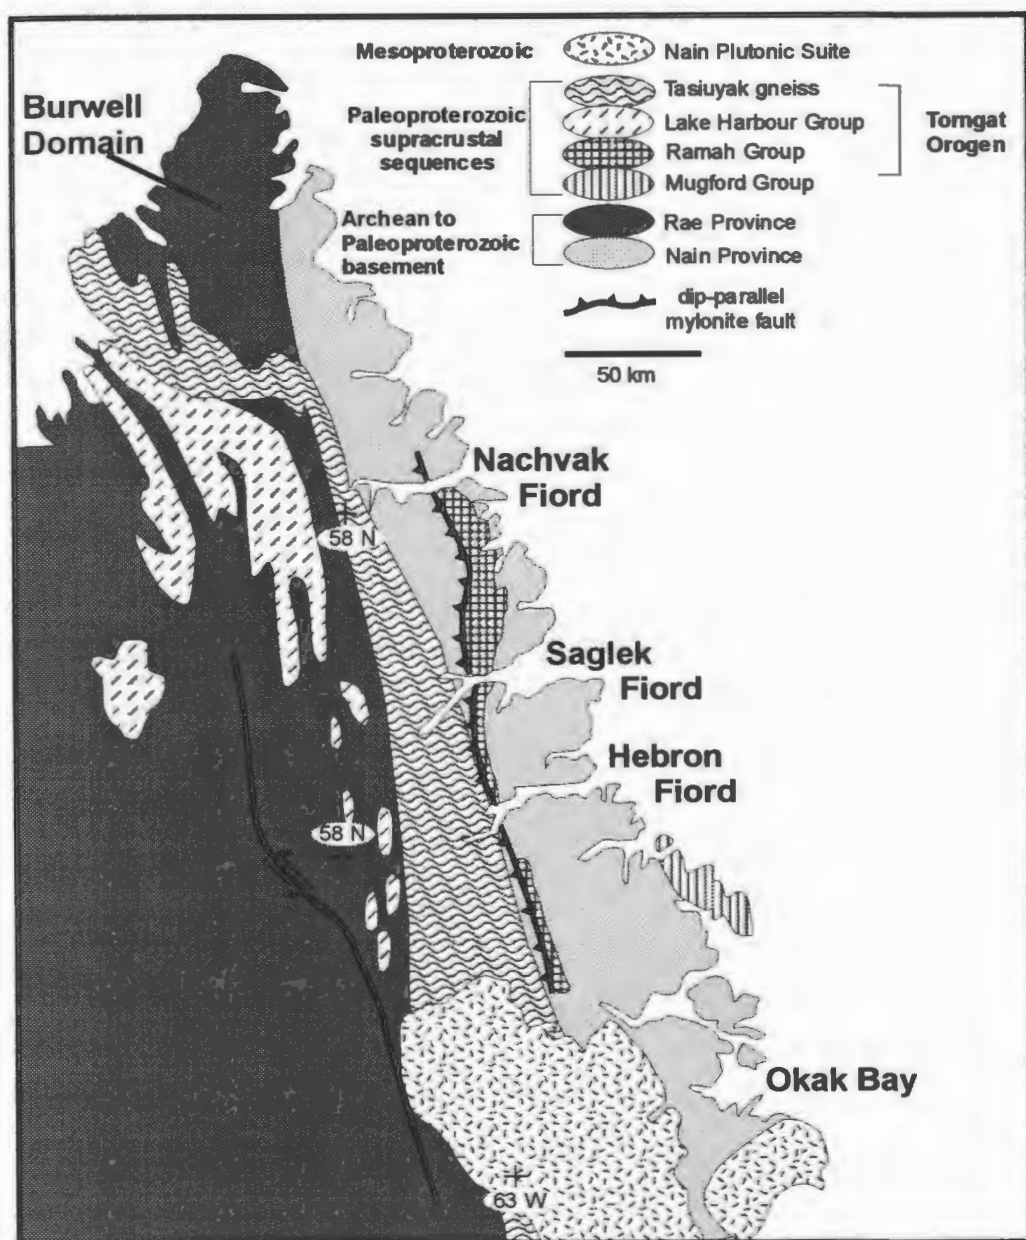 Mesoproterozoic
Nain Plutonic Suite
Paleoproterozoic
supracrustal
sequences
Tasiuyak gneiss
Lake Harbour Group
Ramah Group
Mugford Group
Torngat
Orogen
Archean to
Paleoproterozoic
basement
Rae Province
Nain Province
dip-parallel
mylonite fault
50 km
Burwell
Domain
Nachvak
Fiord
58 N
Saglek
Fiord
Hebron
Fiord
58 N
Okak Bay
63 W